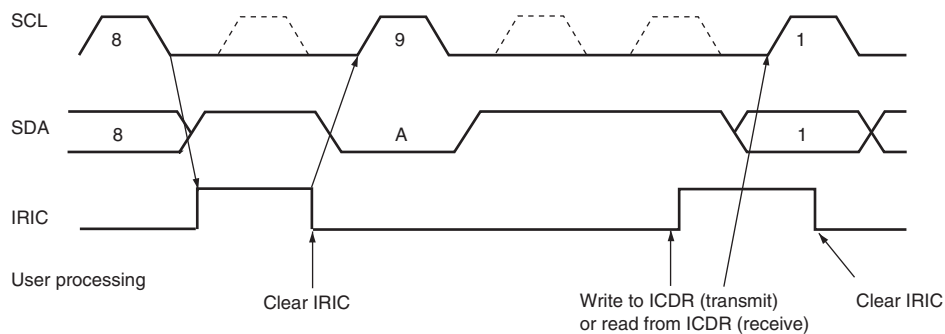 SCL
8
9
1
SDA
8
A
1
IRIC
User processing
Clear IRIC
Write to ICDR (transmit)
or read from ICDR (receive)
Clear IRIC